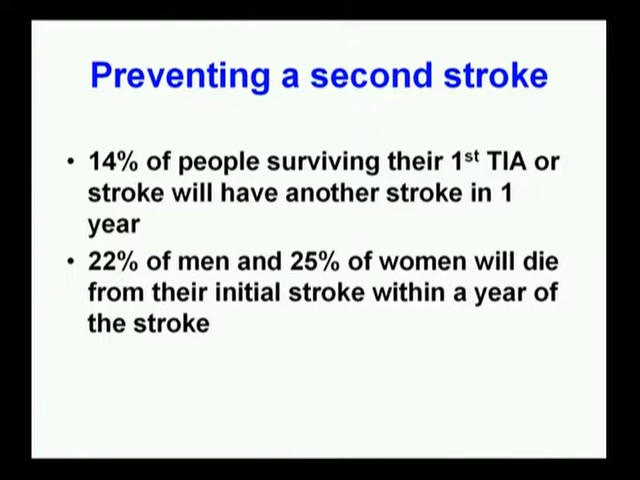 Preventing a second stroke
• 14% of people surviving their 1st TIA or
stroke will have another stroke in 1
year
• 22% of men and 25% of women will die
from their initial stroke within a year of
the stroke